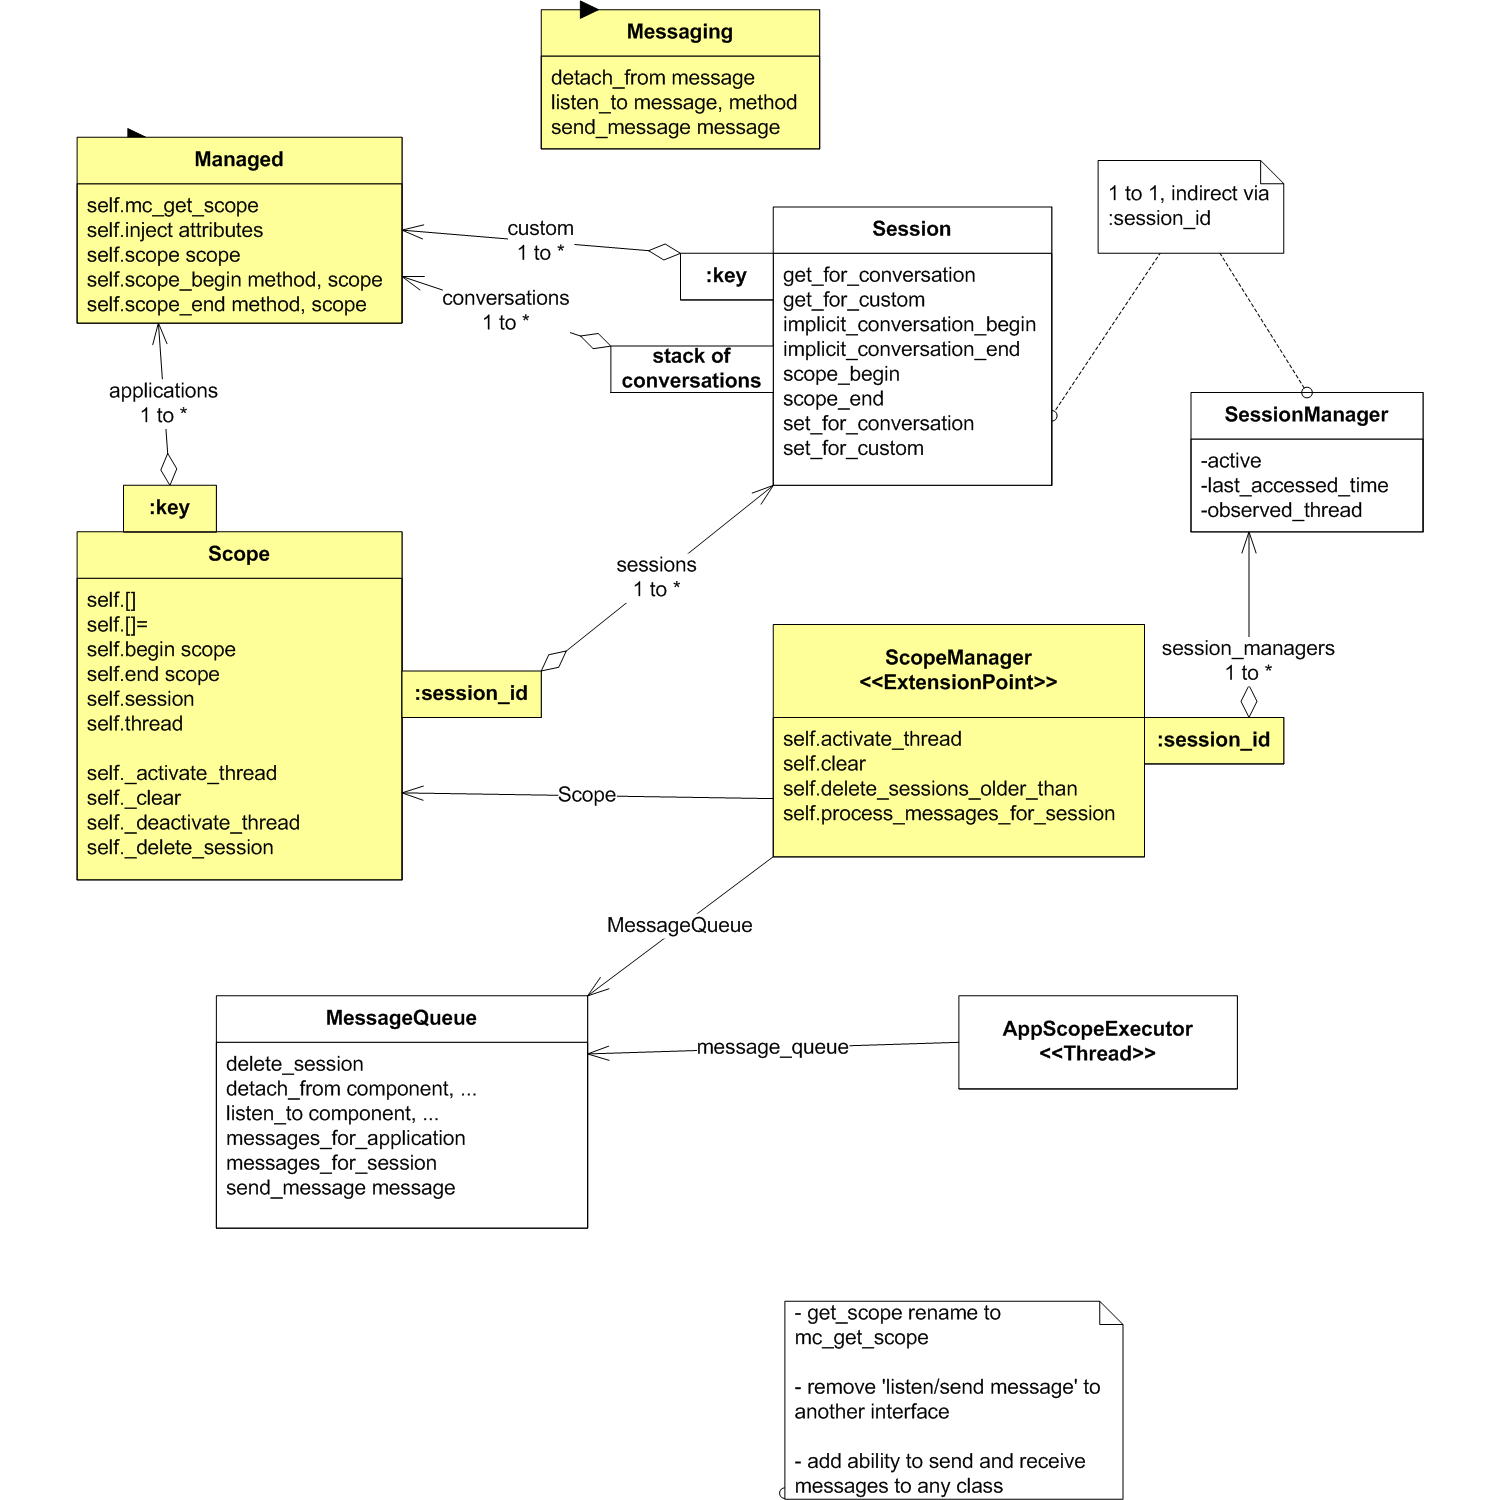 Messaging
detach_from message
listen_to message, method
send_message message
Managed
self.mc_get_scope
self.inject attributes
self.scope scope
self.scope_begin method, scope
self.scope_end method, scope
custom
1 to *
conversations
1 to *
:key
stack of
conversations
Session
get_for_conversation
get_for_custom
implicit_conversation_begin
implicit_conversation_end
scope_begin
scope_end
set_for_conversation
set_for_custom
1 to 1, indirect via
:session_id
SessionManager
-active
-last_accessed_time
-observed_thread
applications
1 to *
:key
Scope
self.[]
self.[]=
self.begin scope
self.end scope
self.session
self.thread
self._activate_thread
self._clear
self._deactivate_thread
self._delete_session
:session_id
sessions
1 to *
session_managers
1 to *
ScopeManager
<<ExtensionPoint>>
self.activate_thread
self.clear
self.delete_sessions_older_than
self.process_messages_for_session
:session_id
Scope
MessageQueue
MessageQueue
delete_session
detach_from component, ...
listen_to component, ...
messages_for_application
messages_for_session
send_message message
message_queue
AppScopeExecutor
<<Thread>>
- get_scope rename to
mc_get_scope
- remove 'listen/send message' to
another interface
- add ability to send and receive
messages to any class